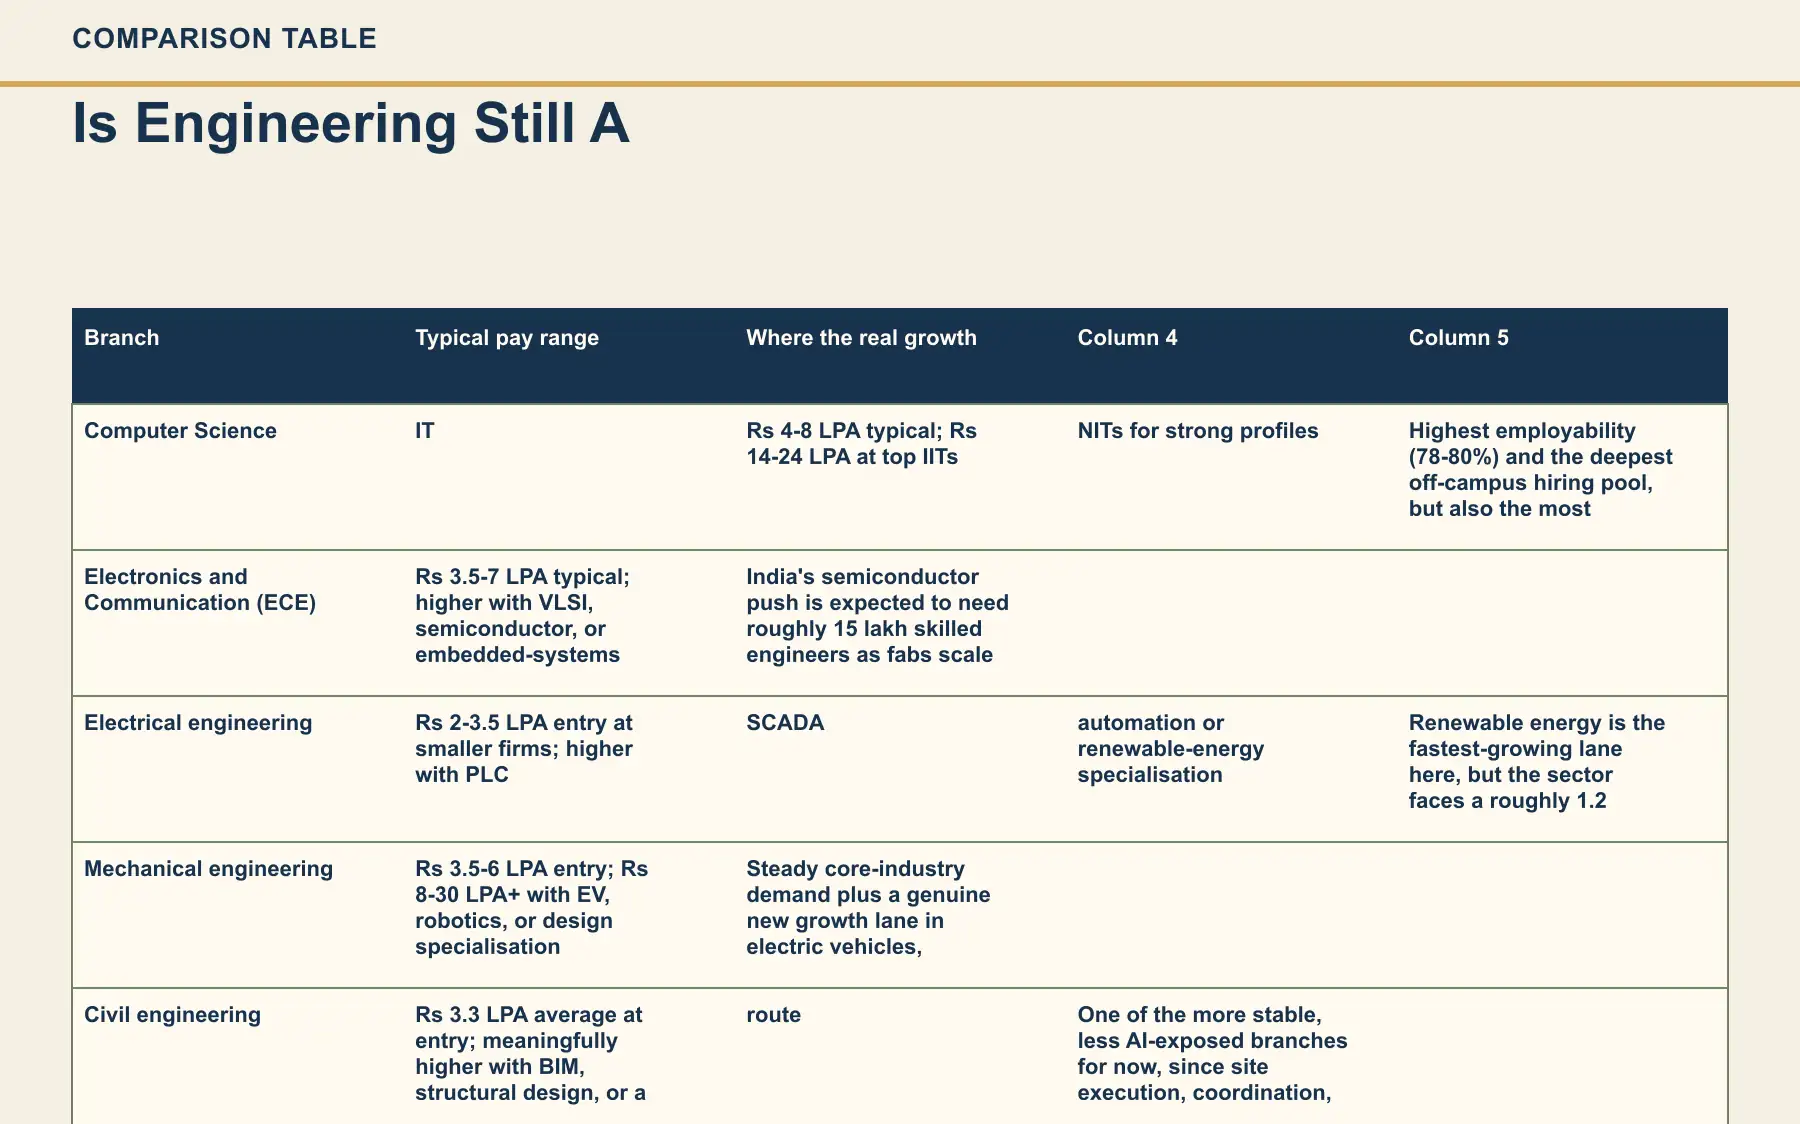 COMPARISON TABLE
Is Engineering Still A
Branch
Typical pay range
Where the real growth
Column 4
Column 5
Computer Science
IT
Rs 4-8 LPA typical; Rs
14-24 LPA at top IITs
NITs for strong profiles
Highest employability
(78-80%) and the deepest
off-campus hiring pool,
but also the most
Electronics and
Communication (ECE)
Rs 3.5-7 LPA typical;
higher with VLSI,
semiconductor, or
embedded-systems
India's semiconductor
push is expected to need
roughly 15 lakh skilled
engineers as fabs scale
Electrical engineering
Rs 2-3.5 LPA entry at
smaller firms; higher
with PLC
SCADA
automation or
renewable-energy
specialisation
Renewable energy is the
fastest-growing lane
here, but the sector
faces a roughly 1.2
Mechanical engineering
Rs 3.5-6 LPA entry; Rs
8-30 LPA+ with EV,
robotics, or design
specialisation
Steady core-industry
demand plus a genuine
new growth lane in
electric vehicles,
Civil engineering
Rs 3.3 LPA average at
entry; meaningfully
higher with BIM,
structural design, or a
route
One of the more stable,
less AI-exposed branches
for now, since site
execution, coordination,